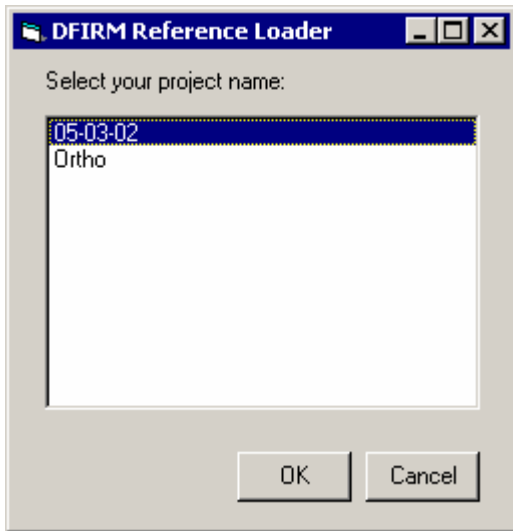 DFIRM Reference Loader
Select your project name:
05-03-02
Ortho
OK Cancel